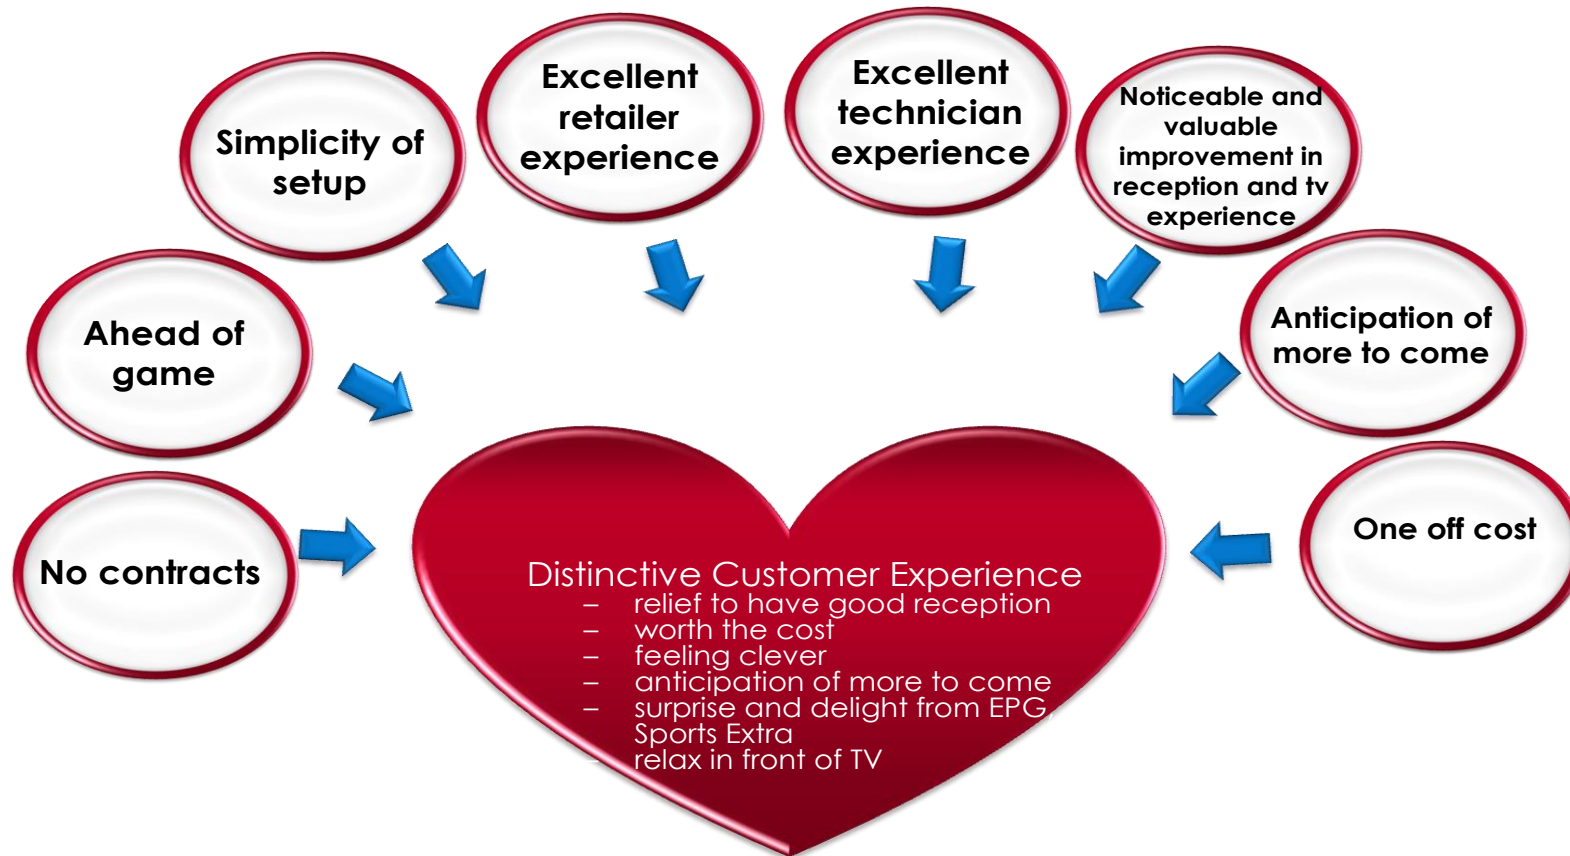 Excellent
retailer
experience
Excellent
technician
experience
Simplicity of
setup
Noticeable and
valuable
improvement in
reception and tv
experience
Ahead of
game
Anticipation of
more to come
No contracts
One off cost
Distinctive Customer Experience
– relief to have good reception
– worth the cost
– feeling clever
– anticipation of more to come
– surprise and delight from EPG,
Sports Extra
– relax in front of TV